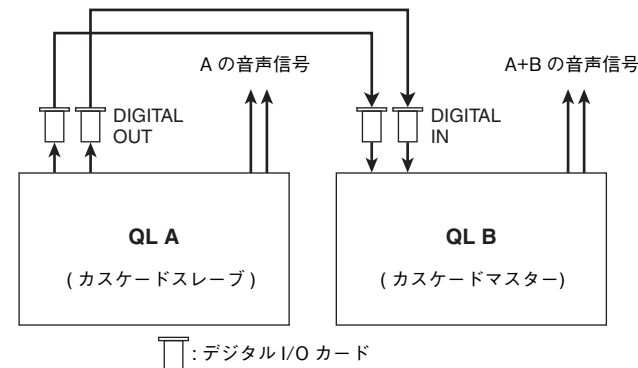 A の音声信号
A+B の音声信号
DIGITAL
OUT
DIGITAL
IN
QL A
( カスケードスレーブ )
QL B
( カスケードマスター)
: デジタル I/O カード